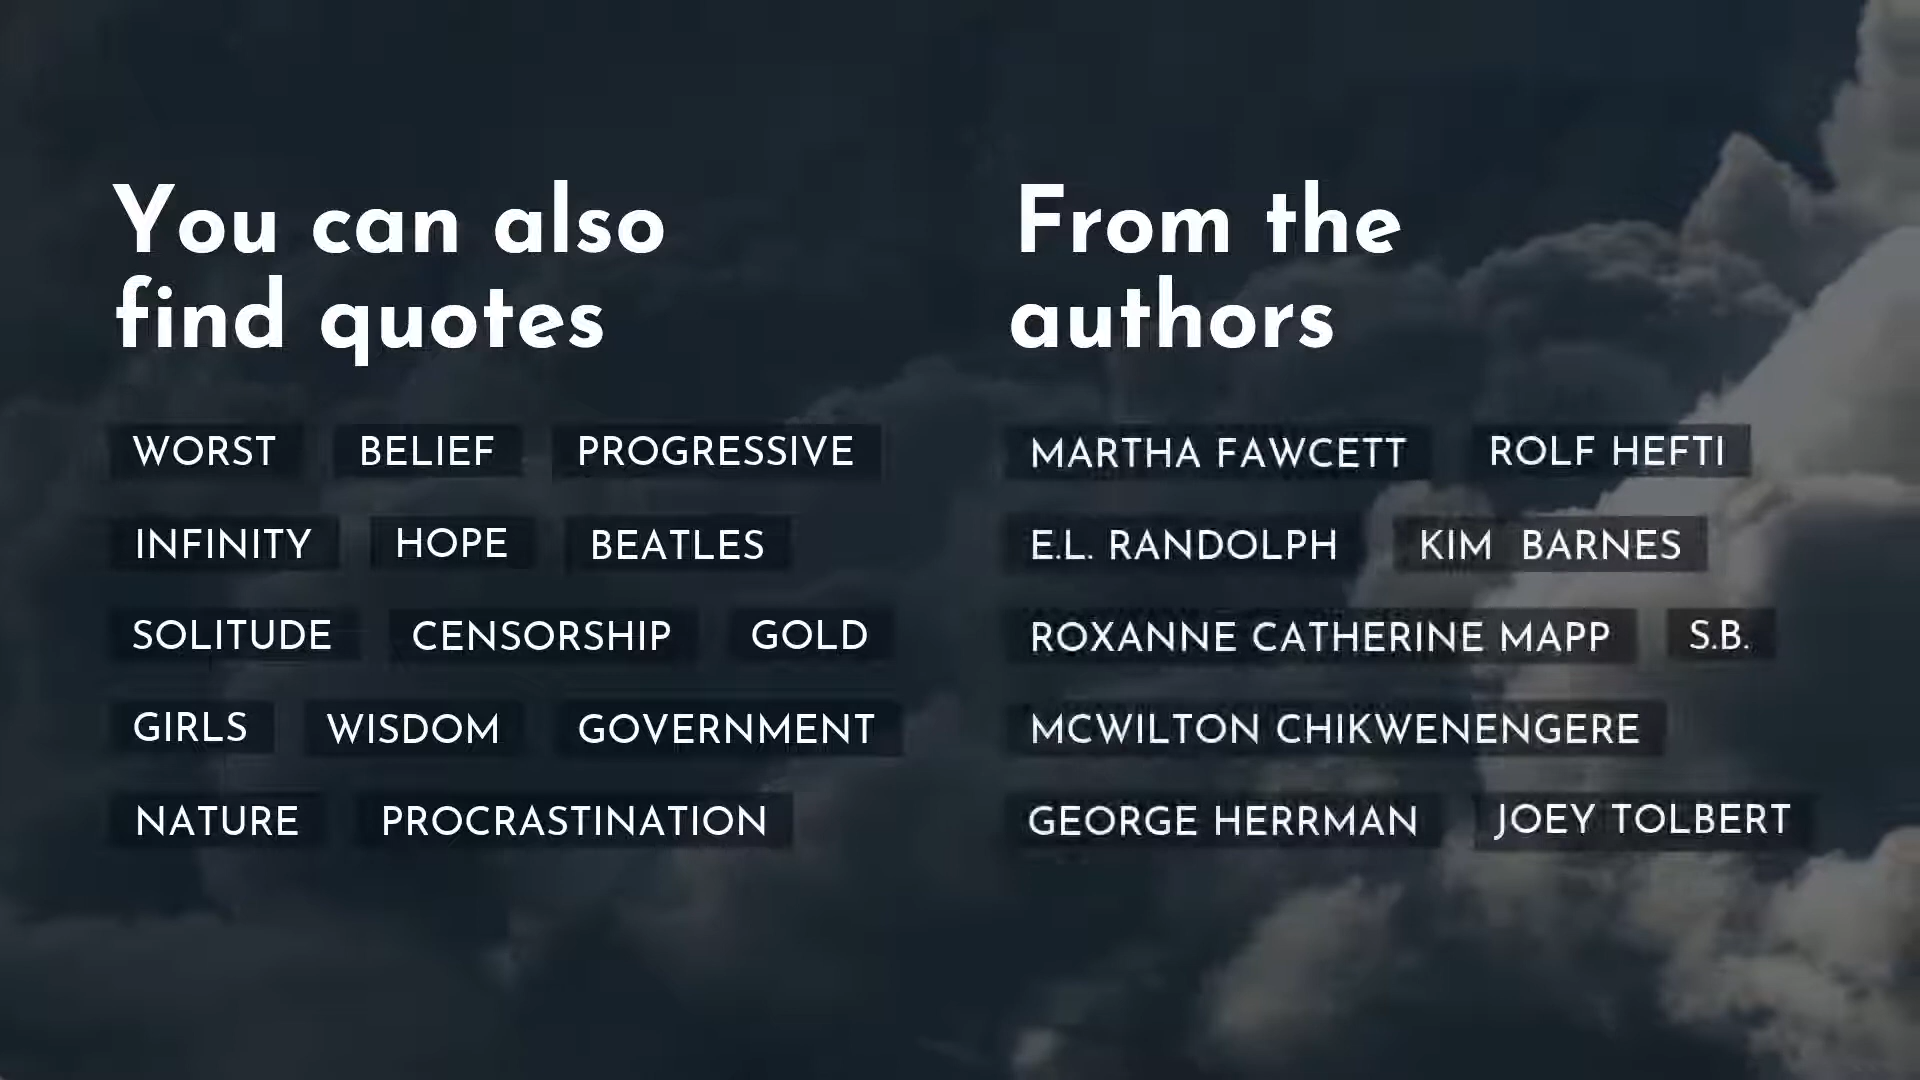 You can also
find quotes
WORST BELIEF PROGRESSIVE
INFINITY HOPE BEATLES
SOLITUDE CENSORSHIP GOLD
GIRLS WISDOM GOVERNMENT
NATURE PROCRASTINATION
From the
authors
MARTHA FAWCETT ROLF HEFTI
E.L. RANDOLPH KIM BARNES
ROXANNE CATHERINE MAPP S.B.
MCWILTON CHIKWENENGERE
GEORGE HERRMAN JOEY TOLBERT